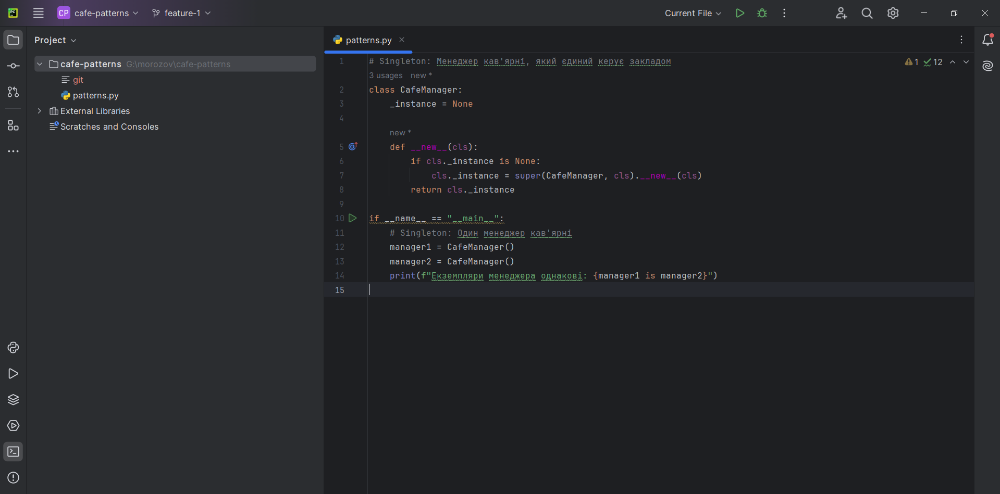 PC
CP cafe-patterns feature-1 Current File
Project
cafe-patterns G:\morozov\cafe-patterns
git
patterns.py
External Libraries
Scratches and Consoles
patterns.py
1 # Singleton: Менеджер кав'ярні, який єдиний керує закладом
1 12
3 usages new *
2 class CafeManager:
3 _instance = None
4
new *
5 def __new__(cls):
6 if cls._instance is None:
7 cls._instance = super(CafeManager, cls).__new__(cls)
8 return cls._instance
9
10 if __name__ == "__main__":
11 # Singleton: Один менеджер кав'ярні
12 manager1 = CafeManager()
13 manager2 = CafeManager()
14 print(f"Екземпляри менеджера однакові: {manager1 is manager2}")
15